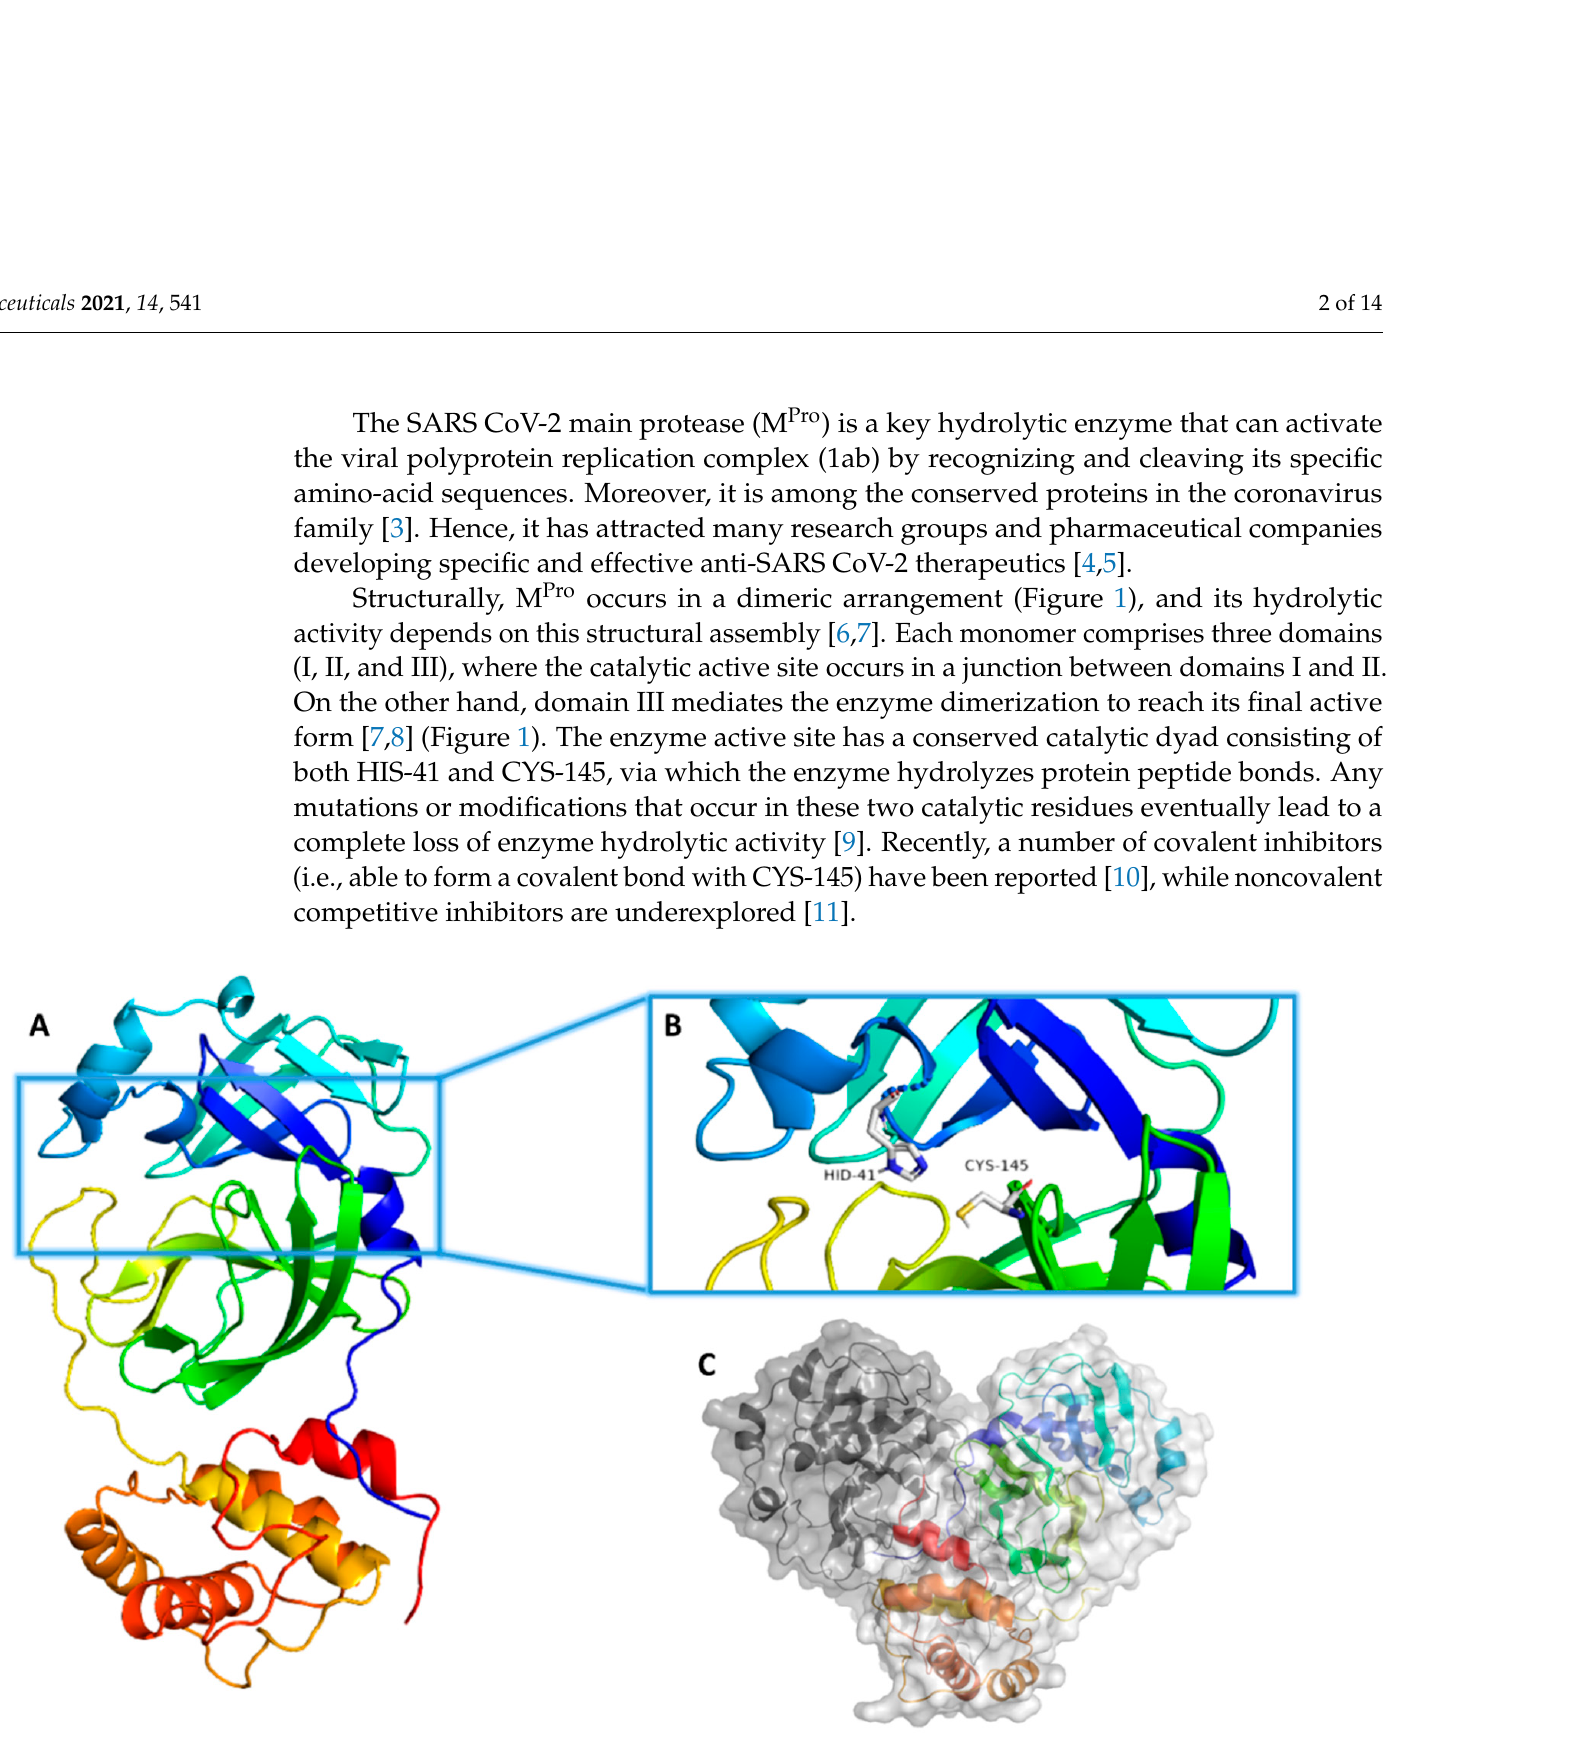 ceuticals 2021, 14, 541
2 of 14
The SARS CoV-2 main protease (MPro) is a key hydrolytic enzyme that can activate
the viral polyprotein replication complex (1ab) by recognizing and cleaving its specific
amino-acid sequences. Moreover, it is among the conserved proteins in the coronavirus
family [3]. Hence, it has attracted many research groups and pharmaceutical companies
developing specific and effective anti-SARS CoV-2 therapeutics [4,5].
Structurally, MPro occurs in a dimeric arrangement (Figure 1), and its hydrolytic
activity depends on this structural assembly [6,7]. Each monomer comprises three domains
(I, II, and III), where the catalytic active site occurs in a junction between domains I and II.
On the other hand, domain III mediates the enzyme dimerization to reach its final active
form [7,8] (Figure 1). The enzyme active site has a conserved catalytic dyad consisting of
both HIS-41 and CYS-145, via which the enzyme hydrolyzes protein peptide bonds. Any
mutations or modifications that occur in these two catalytic residues eventually lead to a
complete loss of enzyme hydrolytic activity [9]. Recently, a number of covalent inhibitors
(i.e., able to form a covalent bond with CYS-145) have been reported [10], while noncovalent
competitive inhibitors are underexplored [11].
A
B
HID-41
CYS-145
C